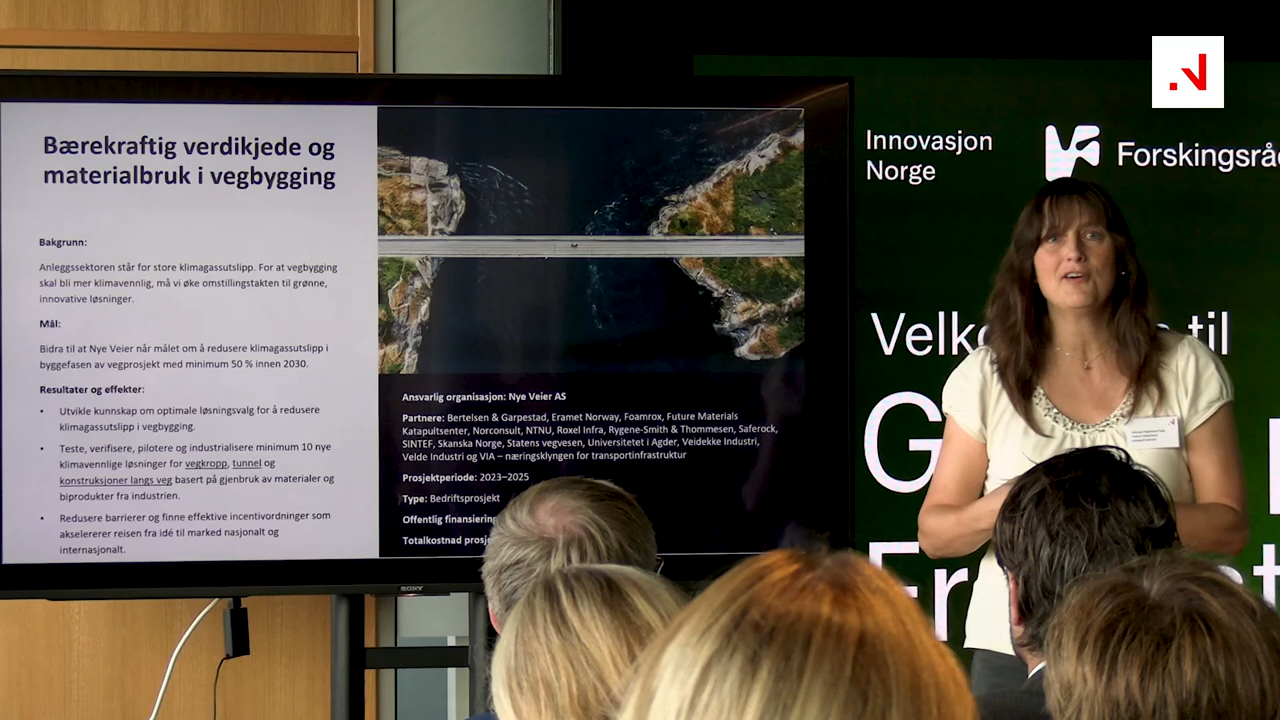 Bærekraftig verdikjede og
materialbruk i vegbygging
Bakgrunn:
Anleggssektoren står for store klimagassutslipp. For at vegbygging
skal bli mer klimavennlig, må vi øke omstillingstakten til grønne,
innovative løsninger.
Mål:
Bidra til at Nye Veier når målet om å redusere klimagassutslipp i
byggefasen av vegprosjekt med minimum 50 % innen 2030.
Resultater og effekter:
• Utvikle kunnskap om optimale løsningsvalg for å redusere
klimagassutslipp i vegbygging.
• Teste, verifisere, pilotere og industrialisere minimum 10 nye
klimavennlige løsninger for vegkropp, tunnel og
konstruksjoner langs veg basert på gjenbruk av materialer og
biprodukter fra industrien.
• Redusere barrierer og finne effektive incentivordninger som
akselererer reisen fra idé til marked nasjonalt og
internasjonalt.
Ansvarlig organisasjon: Nye Veier AS
Partnere: Bertelsen & Garpestad, Eramet Norway, Foamrox, Future Materials
Katapultsenter, Norconsult, NTNU, Roxel Infra, Rygene-Smith & Thommesen, Saferock,
SINTEF, Skanska Norge, Statens vegvesen, Universitetet i Agder, Veidekke Industri,
Velde Industri og VIA – næringsklyngen for transportinfrastruktur
Prosjektperiode: 2023–2025
Type: Bedriftsprosjekt
Offentlig finansiering
Totalkostnad
SONY
Innovasjon
Norge
Forskingsrå
til